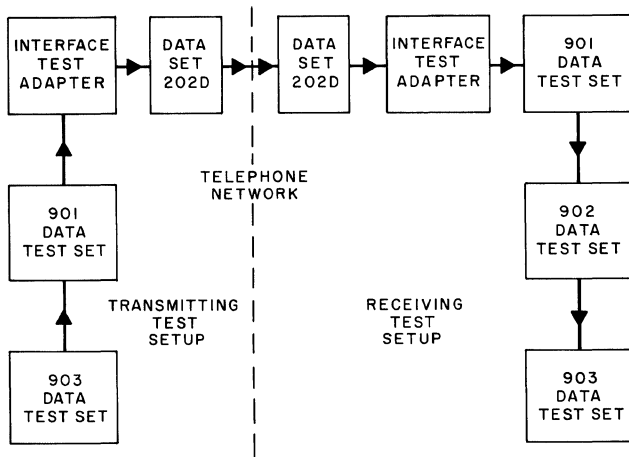 INTERFACE
TEST
ADAPTER
DATA
SET
202D
DATA
SET
202D
INTERFACE
TEST
ADAPTER
901
DATA
TEST SET
TELEPHONE
NETWORK
901
DATA
TEST SET
902
DATA
TEST SET
TRANSMITTING
TEST
SETUP
RECEIVING
TEST
SETUP
903
DATA
TEST SET
903
DATA
TEST SET